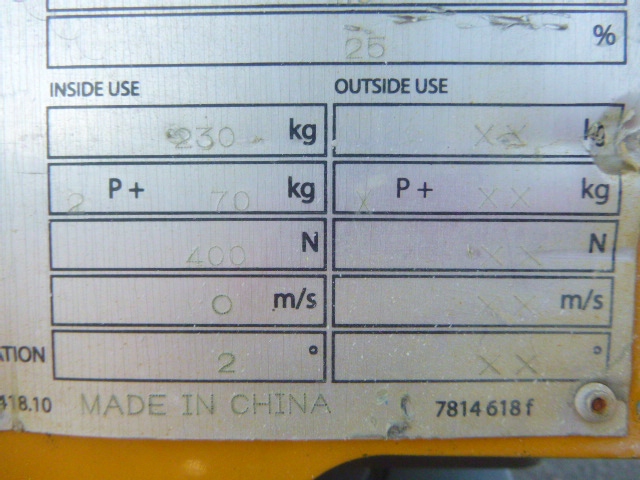 25 %
INSIDE USE OUTSIDE USE
230 kg XX kg
2 P+ 70 kg X P+ XX kg
400 N XX N
0 m/s XX m/s
2 ° XX °
418.10 MADE IN CHINA 7814 618 f